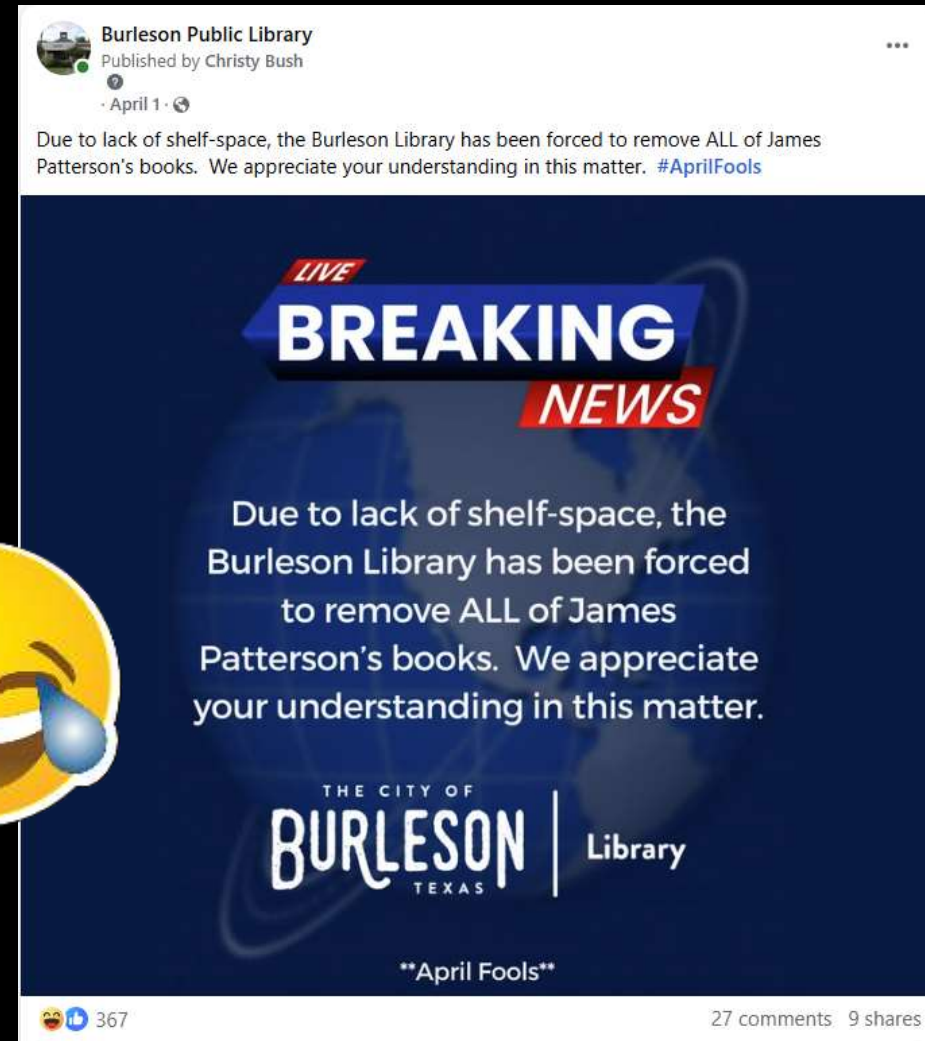 Burleson Public Library
Published by Christy Bush
?
· April 1 ·
Due to lack of shelf-space, the Burleson Library has been forced to remove ALL of James
Patterson's books.  We appreciate your understanding in this matter.  #AprilFools
LIVE
BREAKING
NEWS
Due to lack of shelf-space, the
Burleson Library has been forced
to remove ALL of James
Patterson's books.  We appreciate
your understanding in this matter.
THE CITY OF
BURLESON
TEXAS
Library
**April Fools**
367
27 comments 9 shares